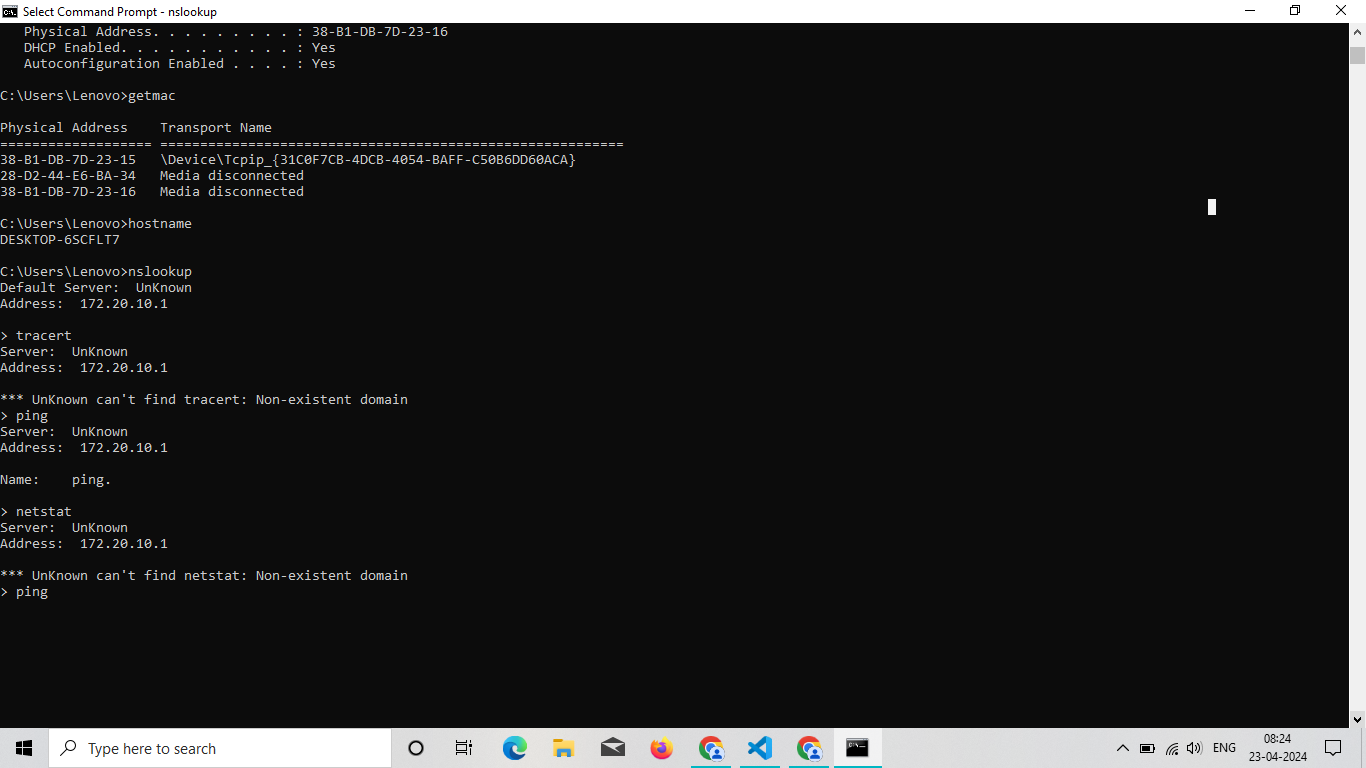 Select Command Prompt - nslookup
Physical Address. . . . . . . . . : 38-B1-DB-7D-23-16
DHCP Enabled. . . . . . . . . . . : Yes
Autoconfiguration Enabled . . . . : Yes
C:\Users\Lenovo>getmac
Physical Address    Transport Name
=================== ==========================================================
38-B1-DB-7D-23-15   \Device\Tcpip_{31C0F7CB-4DCB-4054-BAFF-C50B6DD60ACA}
28-D2-44-E6-BA-34   Media disconnected
38-B1-DB-7D-23-16   Media disconnected
C:\Users\Lenovo>hostname
DESKTOP-6SCFLT7
C:\Users\Lenovo>nslookup
Default Server:  UnKnown
Address:  172.20.10.1
> tracert
Server:  UnKnown
Address:  172.20.10.1
*** UnKnown can't find tracert: Non-existent domain
> ping
Server:  UnKnown
Address:  172.20.10.1
Name:    ping.
> netstat
Server:  UnKnown
Address:  172.20.10.1
*** UnKnown can't find netstat: Non-existent domain
> ping
Type here to search
ENG
08:24
23-04-2024